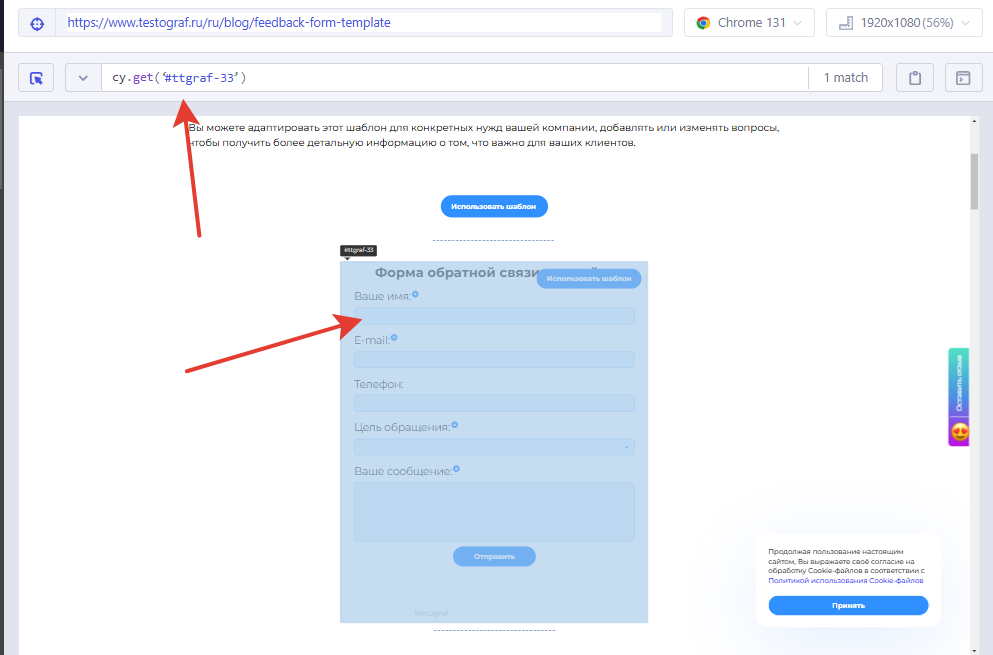 https://www.testograf.ru/ru/blog/feedback-form-template
Chrome 131
1920x1080 (56%)
cy.get('#ttgraf-33')
1 match
Вы можете адаптировать этот шаблон для конкретных нужд вашей компании, добавлять или изменять вопросы,
чтобы получить более детальную информацию о том, что важно для ваших клиентов.
Использовать шаблон
#ttgraf-33
Форма обратной связи
Использовать шаблон
Ваше имя:
E-mail:
Телефон:
Цель обращения:
Ваше сообщение:
Отправить
testOgraf
Оставить отзыв
Продолжая пользование настоящим
сайтом, Вы выражаете своё согласие на
обработку Cookie-файлов в соответствии с
Политикой использования Cookie-файлов
Принять